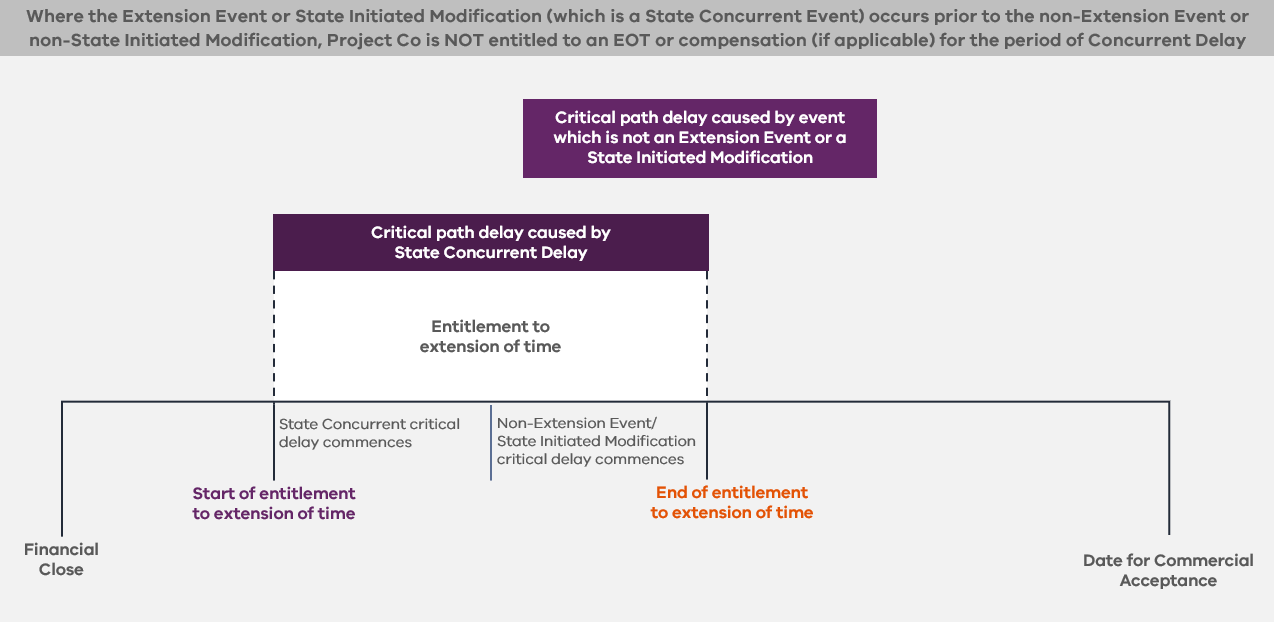 Where the Extension Event or State Initiated Modification (which is a State Concurrent Event) occurs prior to the non-Extension Event or
non-State Initiated Modification, Project Co is NOT entitled to an EOT or compensation (if applicable) for the period of Concurrent Delay
Critical path delay caused by event
which is not an Extension Event or a
State Initiated Modification
Critical path delay caused by
State Concurrent Delay
Entitlement to
extension of time
State Concurrent critical
delay commences
Non-Extension Event/
State Initiated Modification
critical delay commences
Start of entitlement
to extension of time
End of entitlement
to extension of time
Financial
Close
Date for Commercial
Acceptance